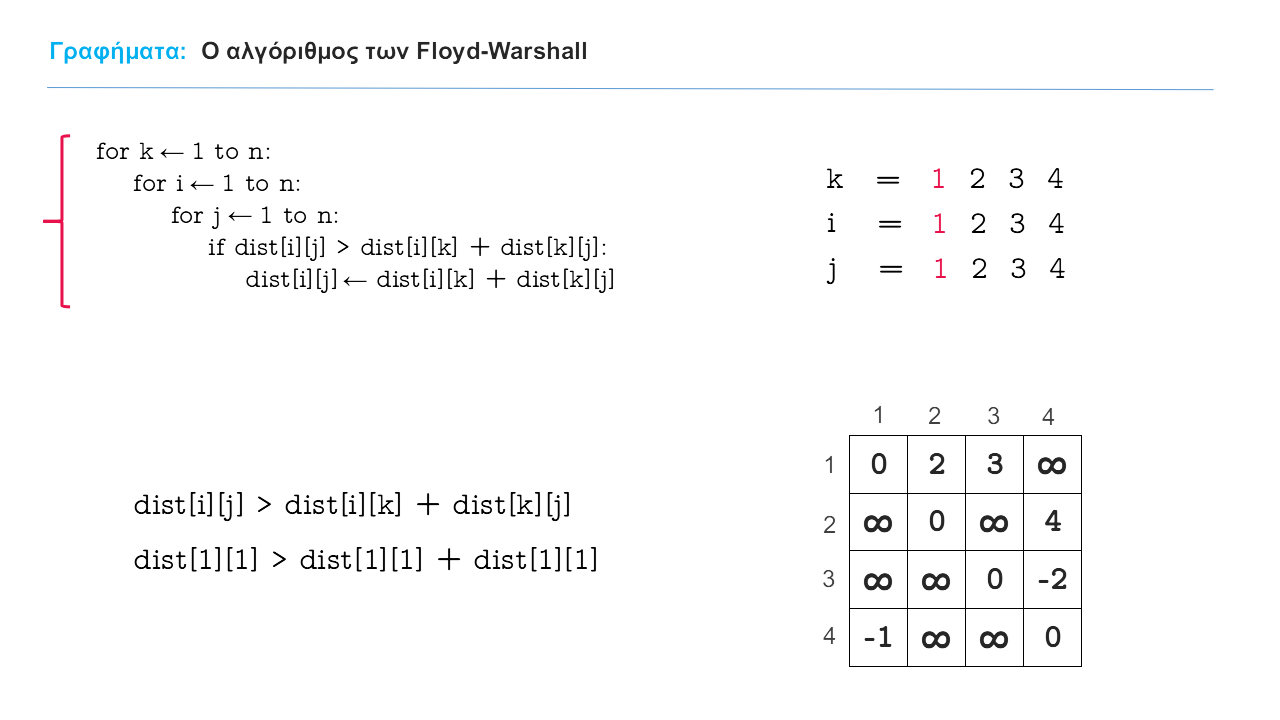 Γραφήματα: Ο αλγόριθμος των Floyd-Warshall
for k ← 1 to n:
for i ← 1 to n:
for j ← 1 to n:
if dist[i][j] > dist[i][k] + dist[k][j]:
dist[i][j] ← dist[i][k] + dist[k][j]
k = 1 2 3 4
i = 1 2 3 4
j = 1 2 3 4
dist[i][j] > dist[i][k] + dist[k][j]
dist[1][1] > dist[1][1] + dist[1][1]
1 2 3 4
1 0 2 3 ∞
2 ∞ 0 ∞ 4
3 ∞ ∞ 0 -2
4 -1 ∞ ∞ 0